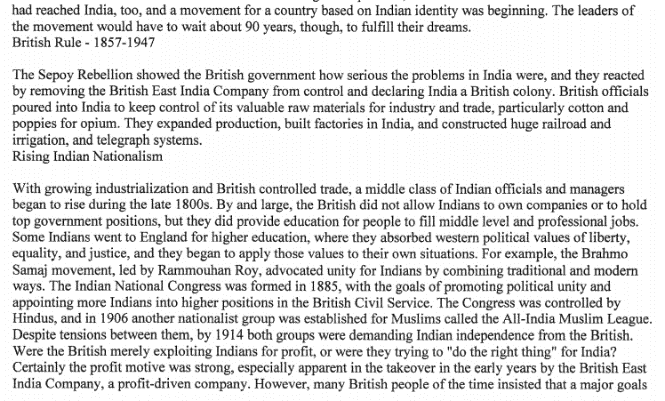 had reached India, too, and a movement for a country based on Indian identity was beginning. The leaders of
the movement would have to wait about 90 years, though, to fulfill their dreams.
British Rule - 1857-1947
The Sepoy Rebellion showed the British government how serious the problems in India were, and they reacted
by removing the British East India Company from control and declaring India a British colony. British officials
poured into India to keep control of its valuable raw materials for industry and trade, particularly cotton and
poppies for opium. They expanded production, built factories in India, and constructed huge railroad and
irrigation, and telegraph systems.
Rising Indian Nationalism
With growing industrialization and British controlled trade, a middle class of Indian officials and managers
began to rise during the late 1800s. By and large, the British did not allow Indians to own companies or to hold
top government positions, but they did provide education for people to fill middle level and professional jobs.
Some Indians went to England for higher education, where they absorbed western political values of liberty,
equality, and justice, and they began to apply those values to their own situations. For example, the Brahmo
Samaj movement, led by Rammouhan Roy, advocated unity for Indians by combining traditional and modern
ways. The Indian National Congress was formed in 1885, with the goals of promoting political unity and
appointing more Indians into higher positions in the British Civil Service. The Congress was controlled by
Hindus, and in 1906 another nationalist group was established for Muslims called the All-India Muslim League.
Despite tensions between them, by 1914 both groups were demanding Indian independence from the British.
Were the British merely exploiting Indians for profit, or were they trying to "do the right thing" for India?
Certainly the profit motive was strong, especially apparent in the takeover in the early years by the British East
India Company, a profit-driven company. However, many British people of the time insisted that a major goals